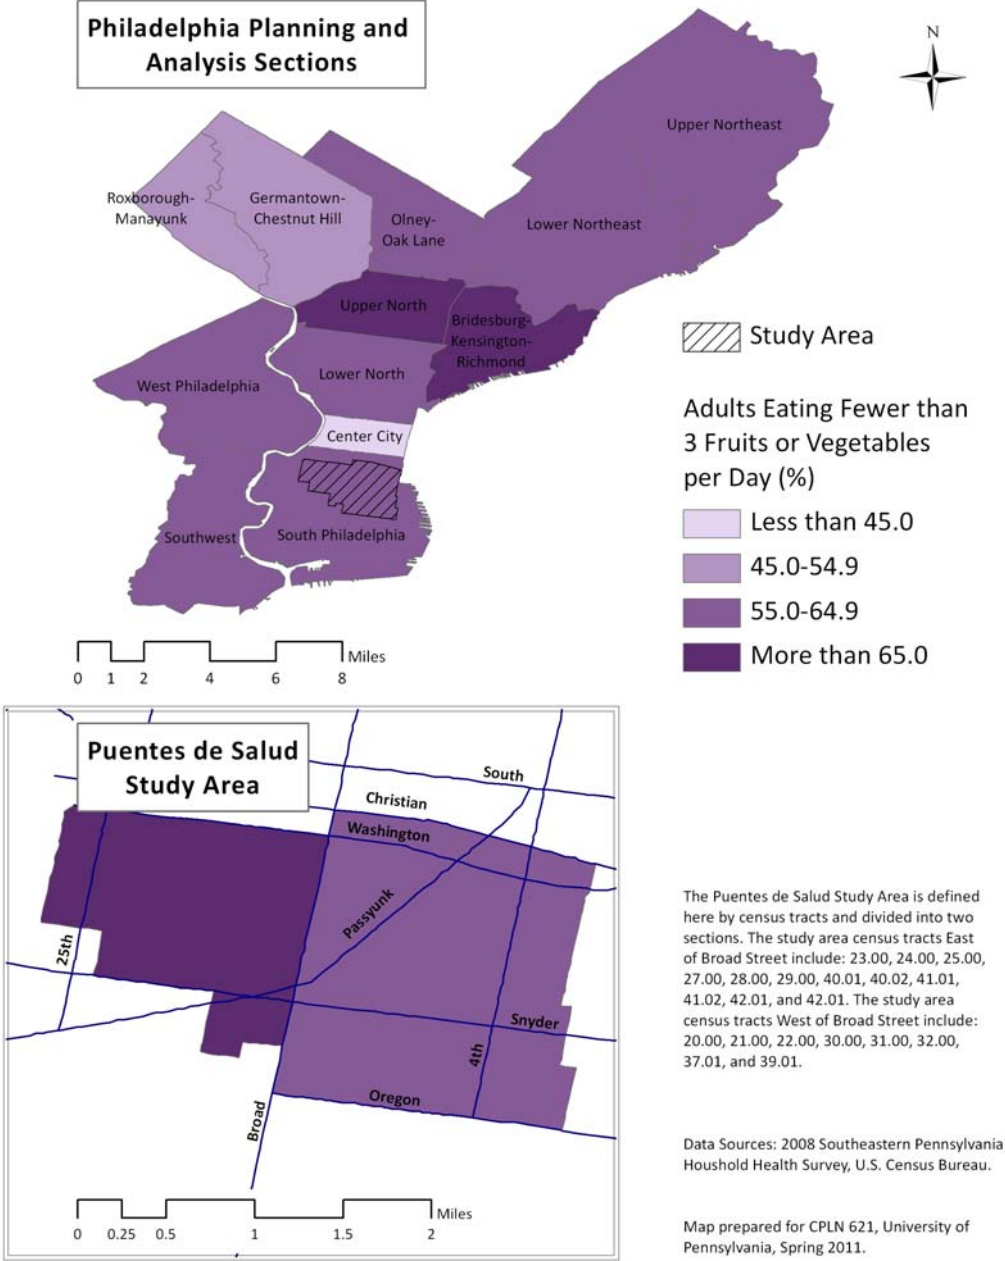 Philadelphia Planning and
Analysis Sections
N
Upper Northeast
Roxborough-
Manayunk
Germantown-
Chestnut Hill
Olney-
Oak Lane
Lower Northeast
Upper North
Bridesburg-
Kensington-
Richmond
West Philadelphia
Lower North
Center City
Southwest
South Philadelphia
Study Area
Adults Eating Fewer than
3 Fruits or Vegetables
per Day (%)
Less than 45.0
45.0-54.9
55.0-64.9
More than 65.0
Miles
0 1 2 4 6 8
Puentes de Salud
Study Area
South
Christian
Washington
Passyunk
25th
Snyder
4th
Oregon
Broad
Miles
0 0.25 0.5 1 1.5 2
The Puentes de Salud Study Area is defined
here by census tracts and divided into two
sections. The study area census tracts East
of Broad Street include: 23.00, 24.00, 25.00,
27.00, 28.00, 29.00, 40.01, 40.02, 41.01,
41.02, 42.01, and 42.01. The study area
census tracts West of Broad Street include:
20.00, 21.00, 22.00, 30.00, 31.00, 32.00,
37.01, and 39.01.
Data Sources: 2008 Southeastern Pennsylvania
Houshold Health Survey, U.S. Census Bureau.
Map prepared for CPLN 621, University of
Pennsylvania, Spring 2011.